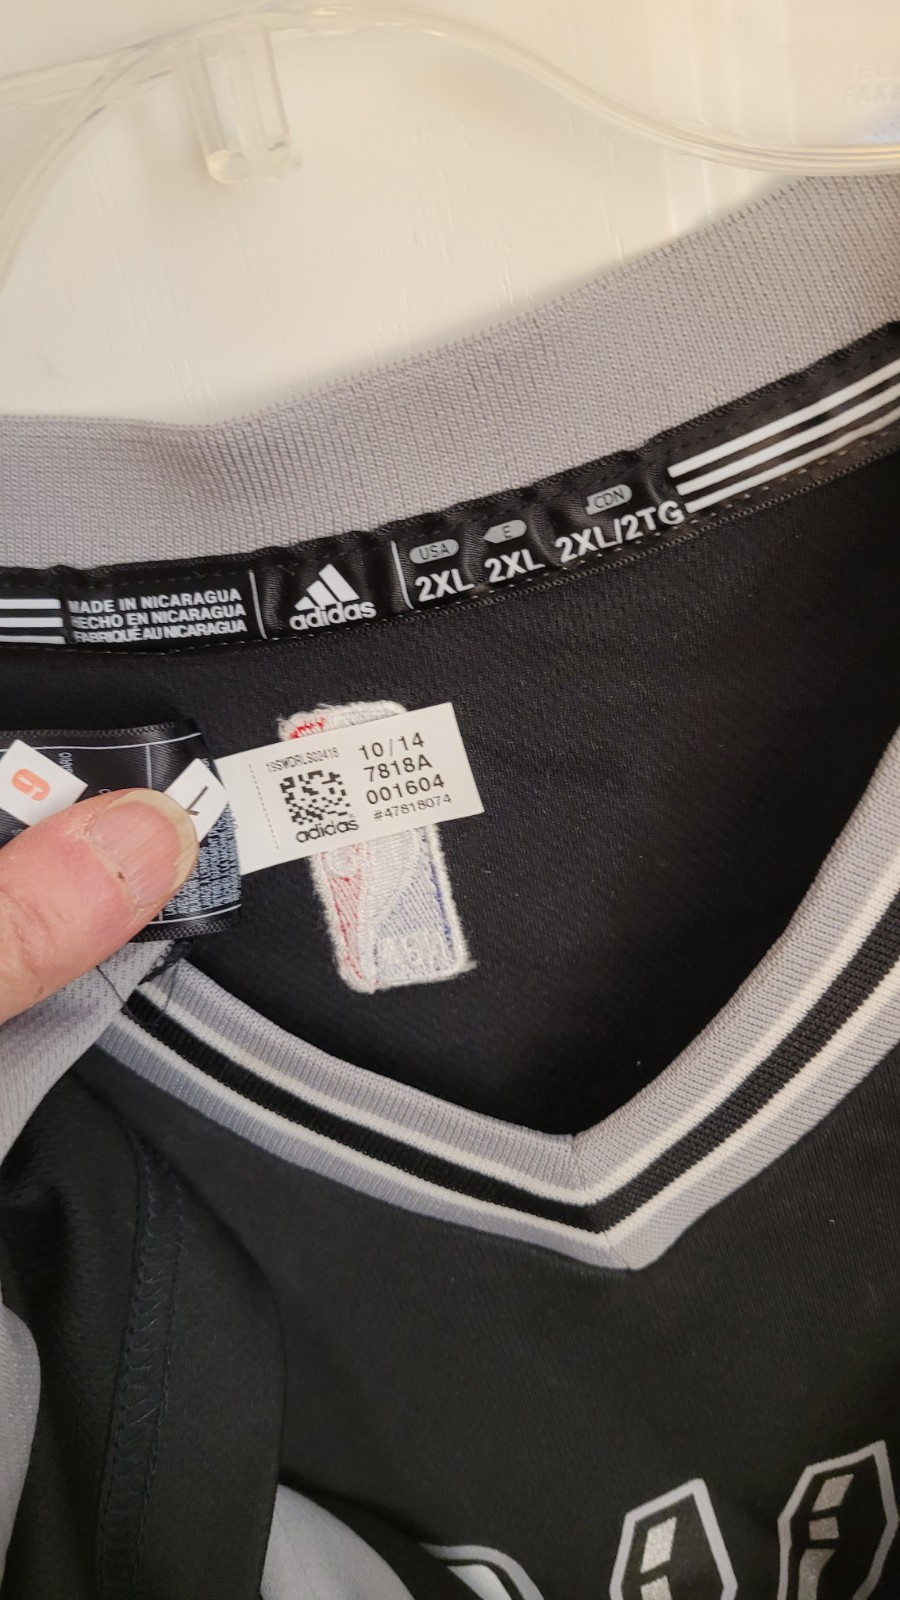 MADE IN NICARAGUA
HECHO EN NICARAGUA
FABRIQUÉ AU NICARAGUA
adidas
USA
2XL
E
2XL
CDN
2XL/2TG
10/14
7818A
001604
#47818074
adidas
9